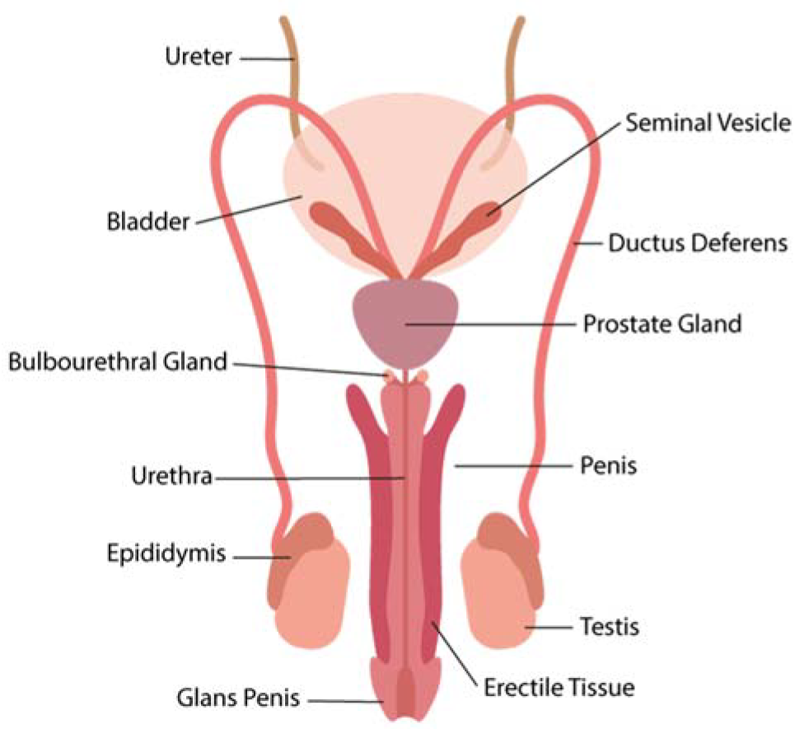 Ureter
Seminal Vesicle
Bladder
Ductus Deferens
Prostate Gland
Bulbourethral Gland
Penis
Urethra
Epididymis
Testis
Erectile Tissue
Glans Penis